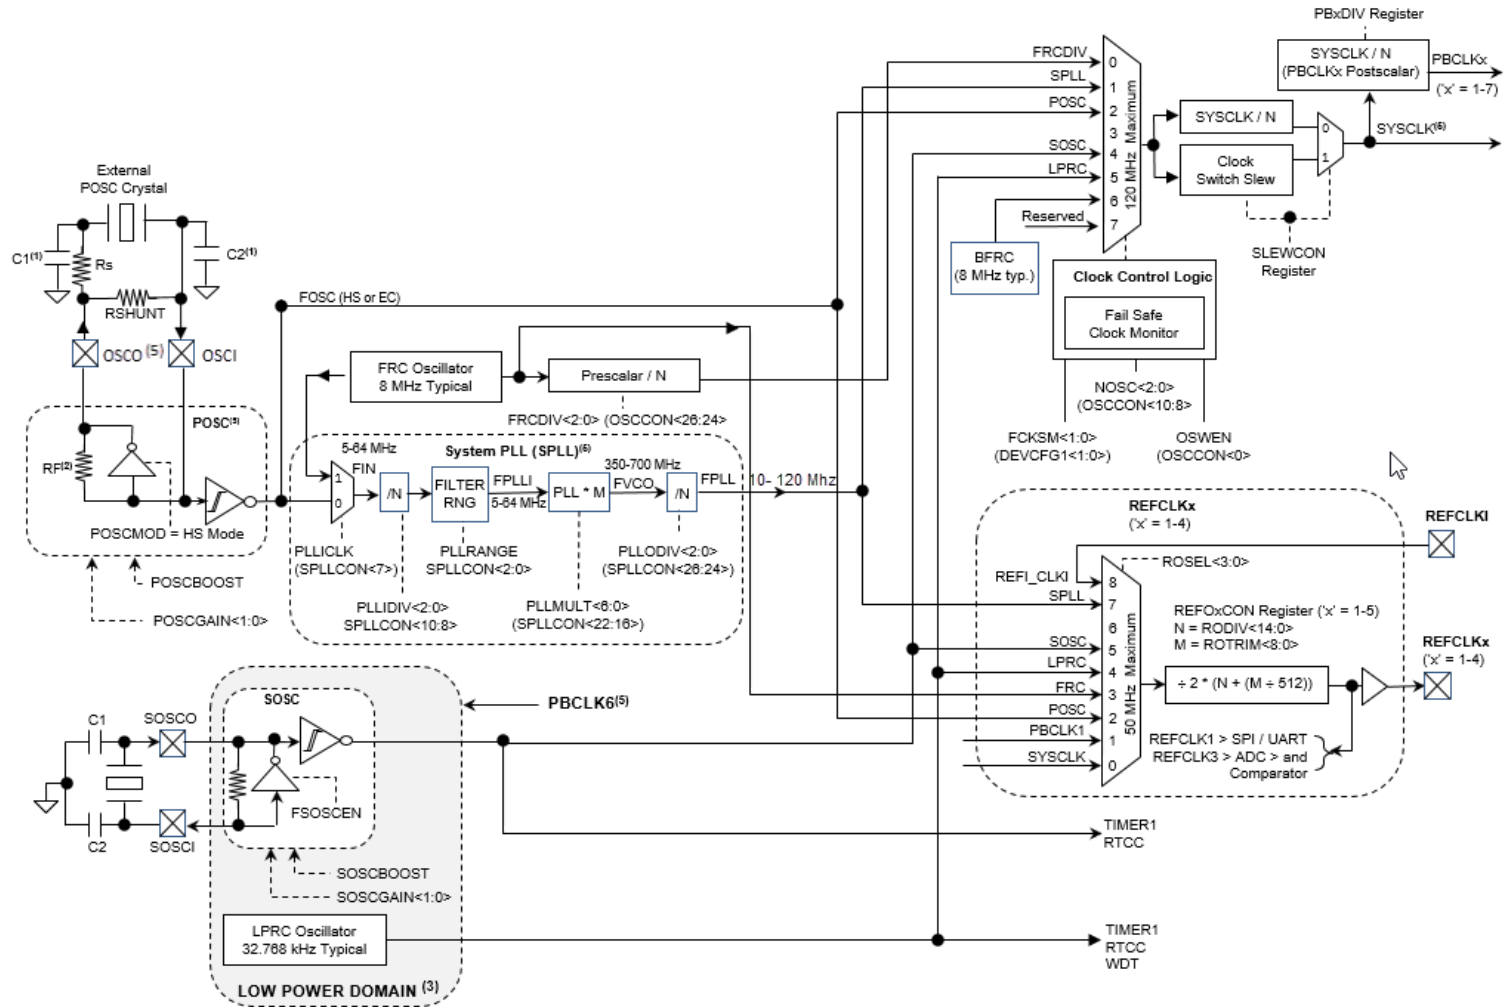 PBxDIV Register
SYSCLK / N
(PBCLKx Postscalar)
PBCLKx
('x' = 1-7)
FRCDIV
SPLL
POSC
SOSC
LPRC
Reserved
0
1
2
3
4
5
6
7
120 MHz Maximum
SYSCLK / N
Clock
Switch Slew
0
1
SYSCLK(6)
SLEWCON
Register
BFRC
(8 MHz typ.)
Clock Control Logic
Fail Safe
Clock Monitor
NOSC<2:0>
(OSCCON<10:8>
FCKSM<1:0>
(DEVCFG1<1:0>)
OSWEN
(OSCCON<0>
External
POSC Crystal
C1(1)
Rs
C2(1)
RSHUNT
OSCO (5)
OSCI
POSC(5)
RF(2)
POSCMOD = HS Mode
POSCBOOST
POSCGAIN<1:0>
FOSC (HS or EC)
FRC Oscillator
8 MHz Typical
Prescalar / N
FRCDIV<2:0> (OSCCON<26:24>)
System PLL (SPLL)(6)
5-64 MHz
FIN
1
0
/N
FILTER
RNG
FPLLI
5-64 MHz
PLL * M
350-700 MHz
FVCO
/N
FPLL
10- 120 Mhz
PLLICLK
(SPLLCON<7>)
PLLRANGE
SPLLCON<2:0>)
PLLODIV<2:0>
(SPLLCON<26:24>)
PLLIDIV<2:0>
SPLLCON<10:8>)
PLLMULT<6:0>
(SPLLCON<22:16>)
REFCLKx
('x' = 1-4)
REFCLKI
ROSEL<3:0>
REFI_CLKI
SPLL
SOSC
LPRC
FRC
POSC
PBCLK1
SYSCLK
8
7
6
5
4
3
2
1
0
50 MHz Maximum
REFOxCON Register ('x' = 1-5)
N = RODIV<14:0>
M = ROTRIM<8:0>
÷ 2 * (N + (M ÷ 512))
REFCLKx
('x' = 1-4)
REFCLK1 > SPI / UART
REFCLK3 > ADC > and
Comparator
SOSC
PBCLK6(5)
C1
SOSCO
C2
SOSCI
FSOSCEN
SOSCBOOST
SOSCGAIN<1:0>
TIMER1
RTCC
LPRC Oscillator
32.768 kHz Typical
TIMER1
RTCC
WDT
LOW POWER DOMAIN (3)